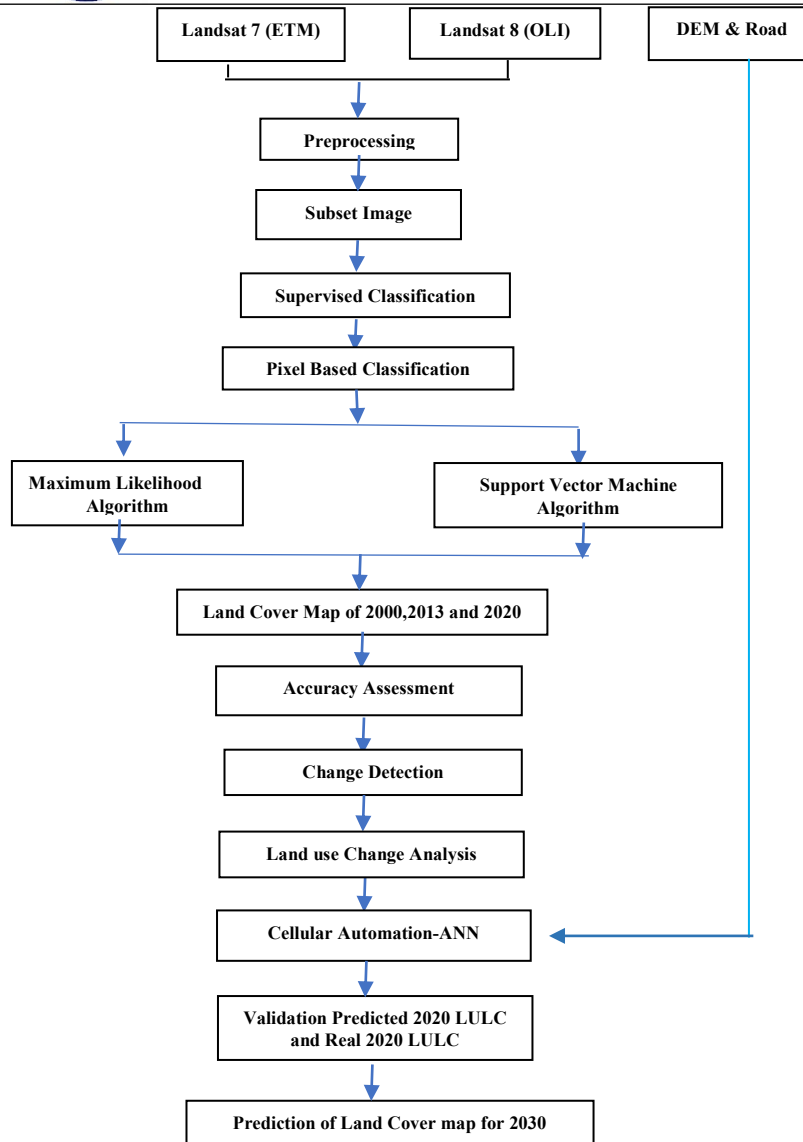 Landsat 7 (ETM)
Landsat 8 (OLI)
DEM & Road
Preprocessing
Subset Image
Supervised Classification
Pixel Based Classification
Maximum Likelihood
Algorithm
Support Vector Machine
Algorithm
Land Cover Map of 2000,2013 and 2020
Accuracy Assessment
Change Detection
Land use Change Analysis
Cellular Automation-ANN
Validation Predicted 2020 LULC
and Real 2020 LULC
Prediction of Land Cover map for 2030